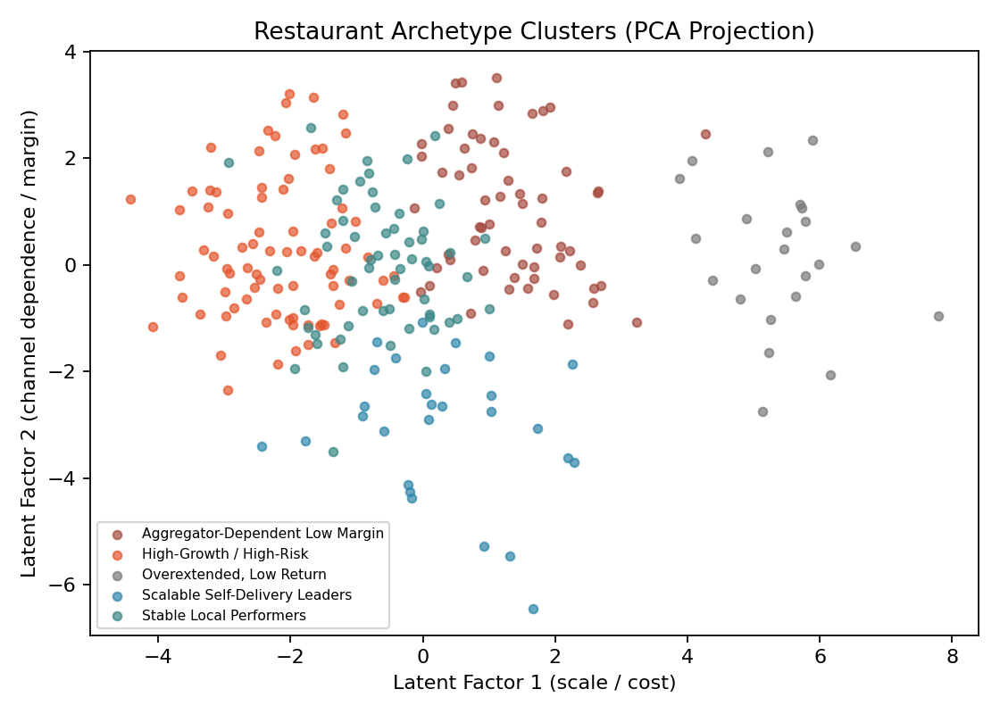 Restaurant Archetype Clusters (PCA Projection)
4
2
0
−2
−4
−6
Latent Factor 2 (channel dependence / margin)
Aggregator-Dependent Low Margin
High-Growth / High-Risk
Overextended, Low Return
Scalable Self-Delivery Leaders
Stable Local Performers
−4
−2
0
2
4
6
8
Latent Factor 1 (scale / cost)